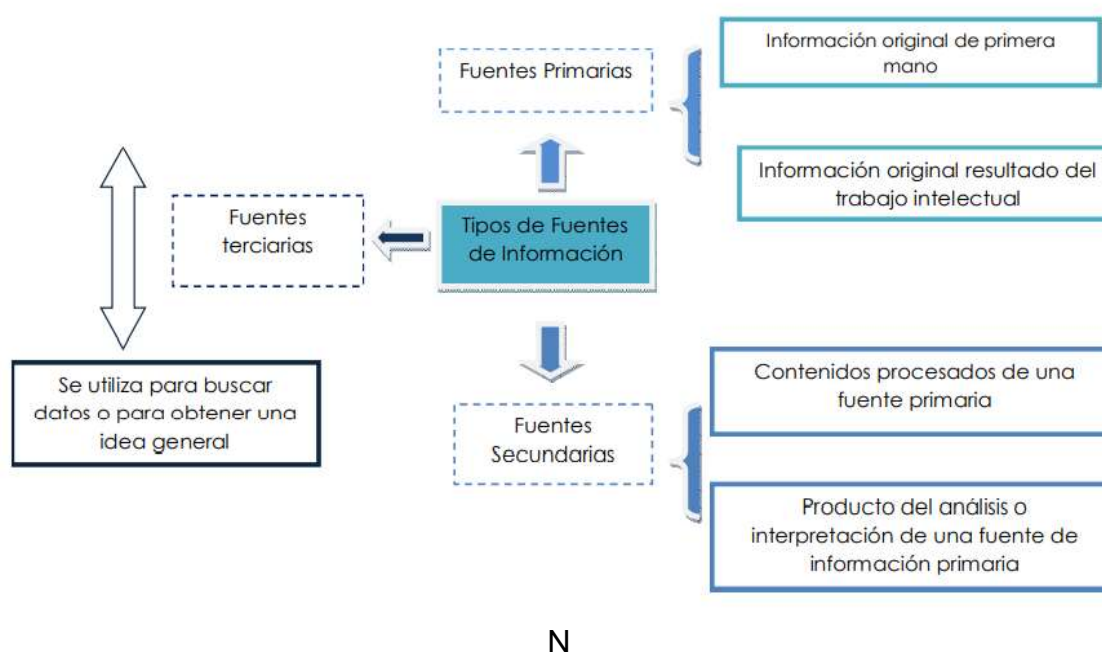 Fuentes Primarias
Información original de primera
mano
Información original resultado del
trabajo intelectual
Tipos de Fuentes
de Información
Fuentes
terciarias
Se utiliza para buscar
datos o para obtener una
idea general
Fuentes
Secundarias
Contenidos procesados de una
fuente primaria
Producto del análisis o
interpretación de una fuente de
información primaria
N